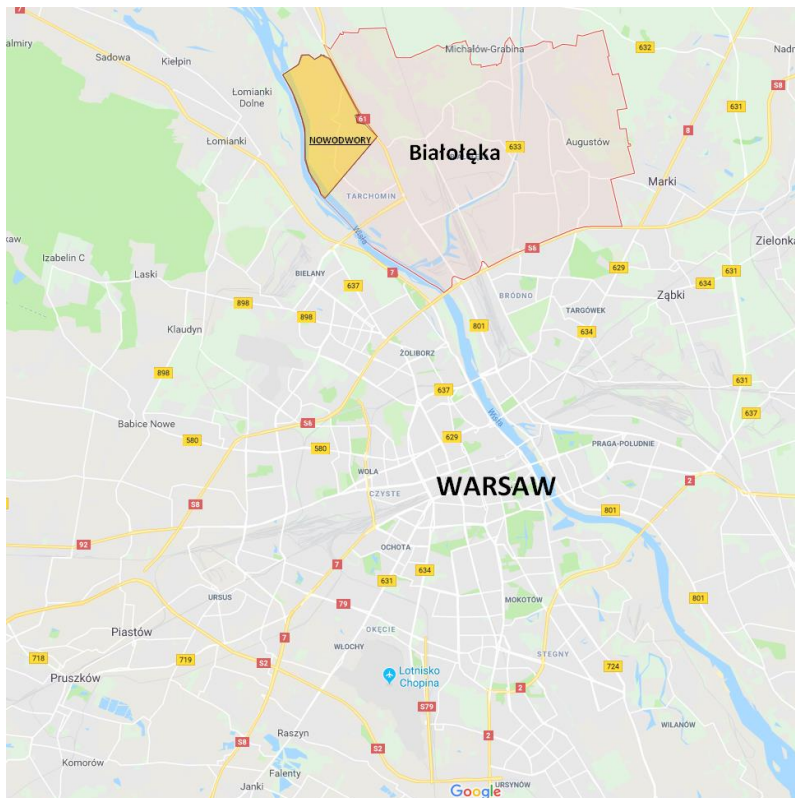 7
almiry
Sadowa
Kiełpin
Michałów-Grabina
632
Nadr
S8
Łomianki
Dolne
631
61
8
Łomianki
NOWODWORY
Białołęka
633
Augustów
Marki
TARCHOMIN
Wisła
xaw
Izabelin C
Laski
BIELANY
7
S8
629
631
634
Zielonka
637
898
898
BRÓDNO
Ząbki
TARGÓWEK
634
801
Klaudyn
ŻOLIBORZ
898
637
631
637
Babice Nowe
S8
Wisła
580
580
629
PRAGA-POŁUDNIE
WOLA
2
WARSAW
CZYSTE
S8
801
92
OCHOTA
7
634
631
URSUS
79
MOKOTÓW
801
Piastów
7
OKĘCIE
WŁOCHY
STEGNY
718
719
S2
724
Pruszków
Lotnisko
Chopina
2
S79
WILANÓW
Raszyn
2
S8
S2
Komorów
Falenty
Janki
URSYNÓW
Google